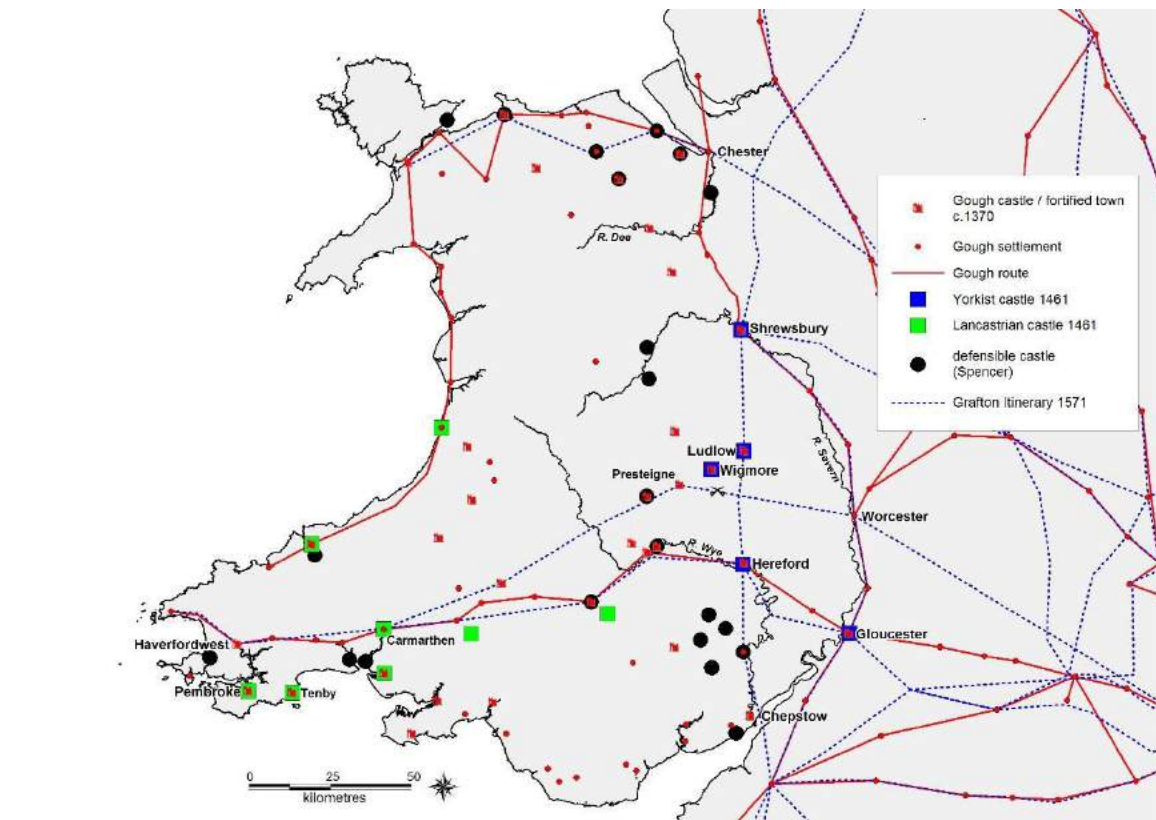 Chester
R. Dee
Gough castle / fortified town
c.1370
Gough settlement
Gough route
Yorkist castle 1461
Lancastrian castle 1461
defensible castle
(Spencer)
Grafton Itinerary 1571
Shrewsbury
Ludlow
Wigmore
R. Severn
Presteigne
Worcester
R. Wye
Hereford
Carmarthen
Haverfordwest
Gloucester
Pembroke
Tenby
Chepstow
0 25 50
kilometres